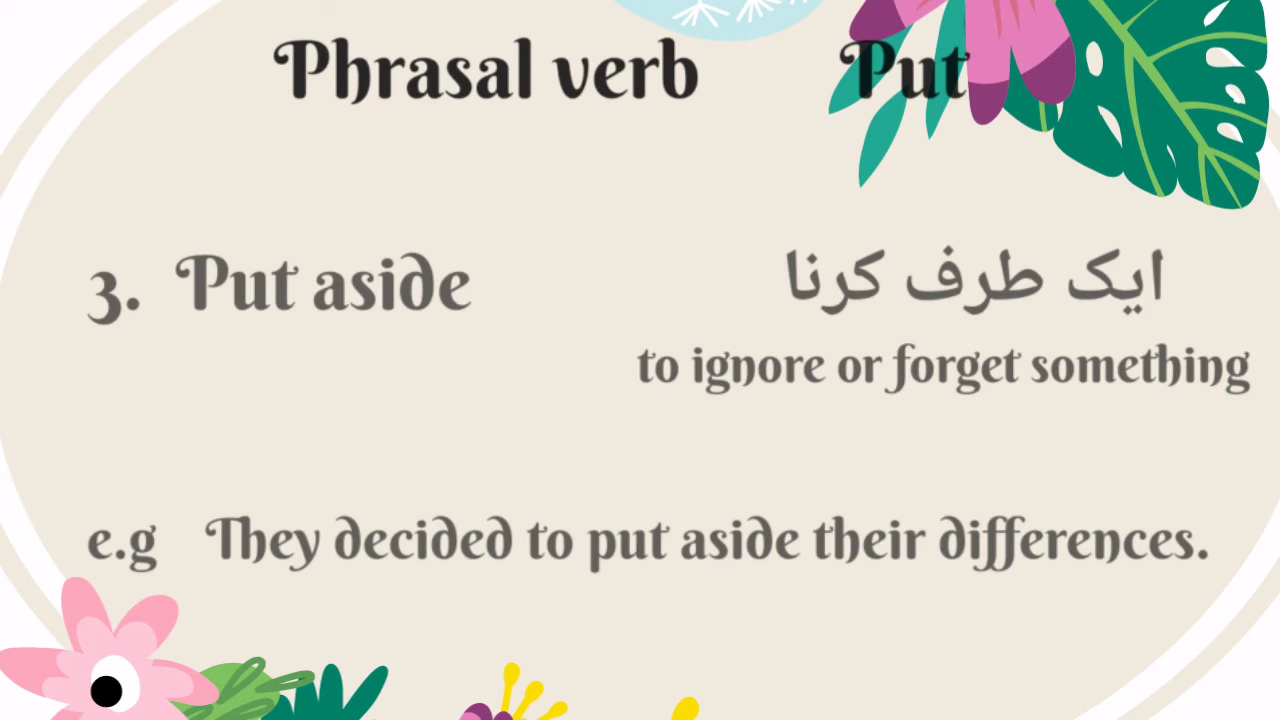 Phrasal verb Put
3. Put aside ایک طرف کرنا
to ignore or forget something
e.g They decided to put aside their differences.